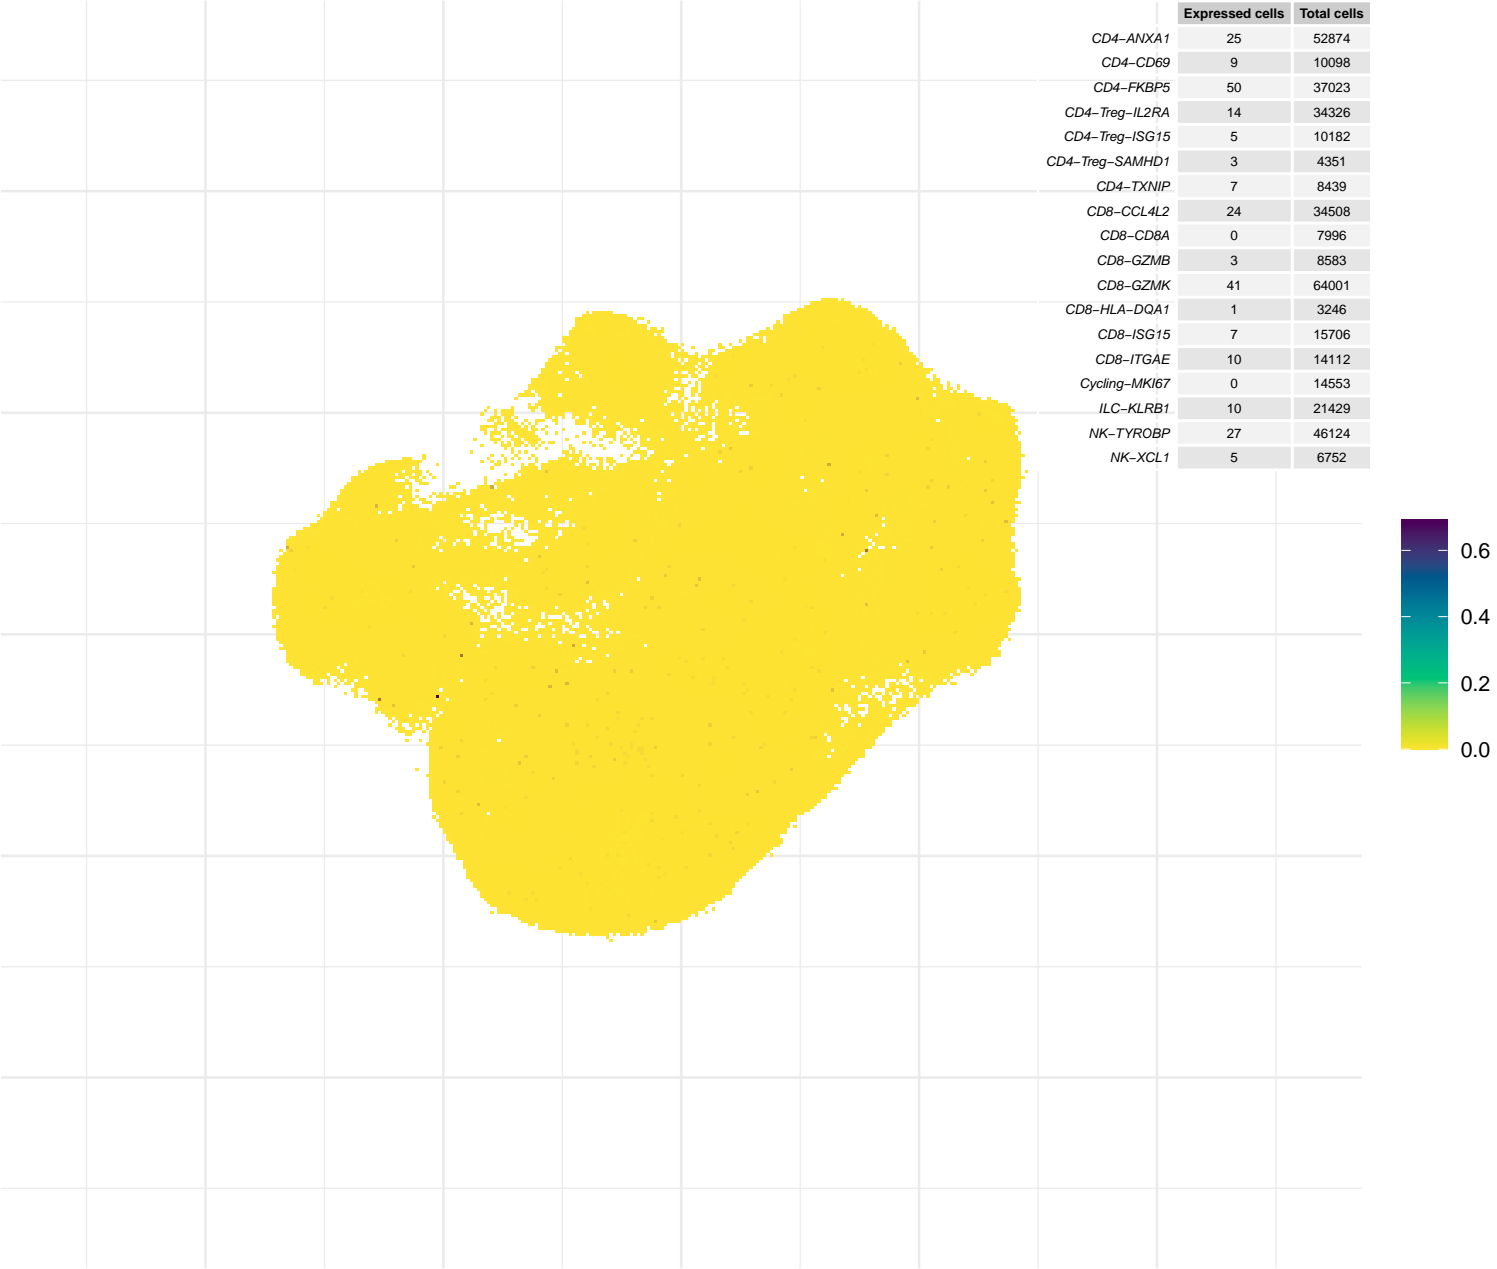 Expressed cells Total cells
CD4−ANXA1 25 52874
CD4−CD69 9 10098
CD4−FKBP5 50 37023
CD4−Treg−IL2RA 14 34326
CD4−Treg−ISG15 5 10182
CD4−Treg−SAMHD1 3 4351
CD4−TXNIP 7 8439
CD8−CCL4L2 24 34508
CD8−CD8A 0 7996
CD8−GZMB 3 8583
CD8−GZMK 41 64001
CD8−HLA−DQA1 1 3246
CD8−ISG15 7 15706
CD8−ITGAE 10 14112
Cycling−MKI67 0 14553
ILC−KLRB1 10 21429
NK−TYROBP 27 46124
NK−XCL1 5 6752
0.6
0.4
0.2
0.0